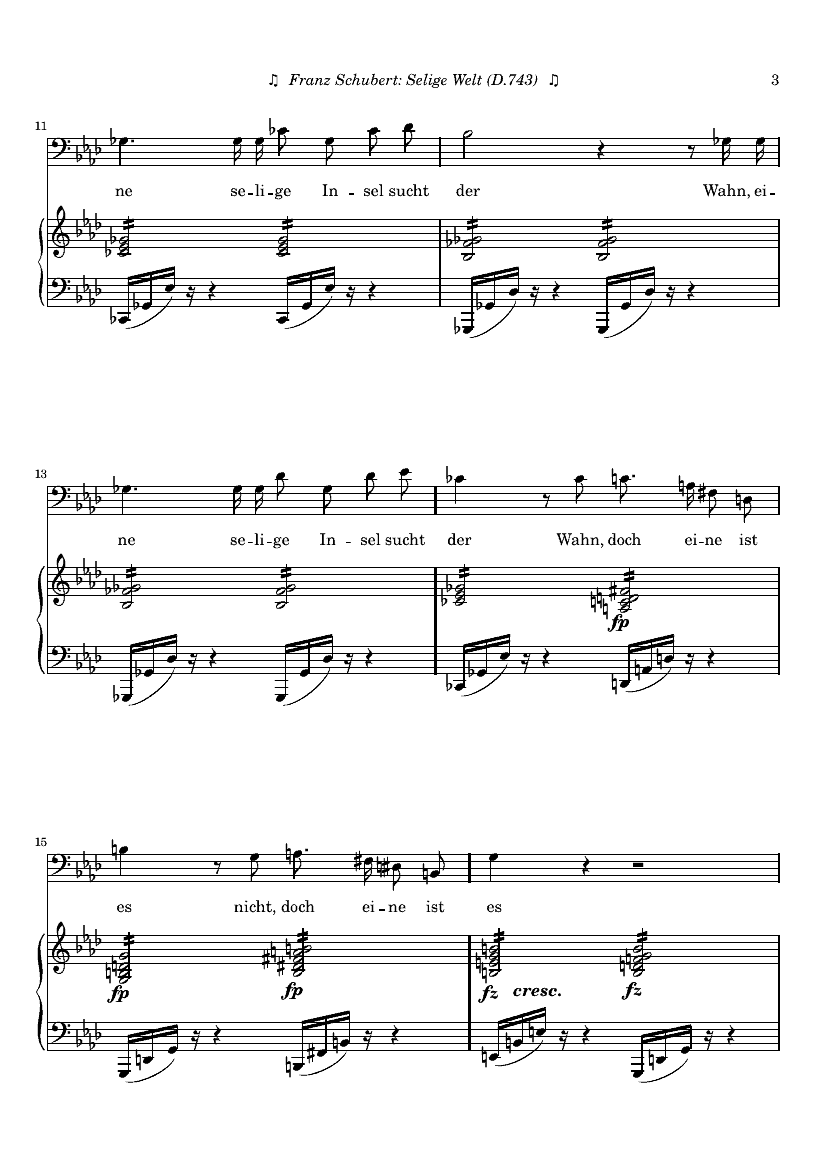 ♫ Franz Schubert: Selige Welt (D.743) ♫ 3
11
ne se-li-ge In - sel sucht der Wahn, ei-
13
ne se-li-ge In - sel sucht der Wahn, doch ei-ne ist
fp
15
es nicht, doch ei-ne ist es
fp fp fz cresc. fz